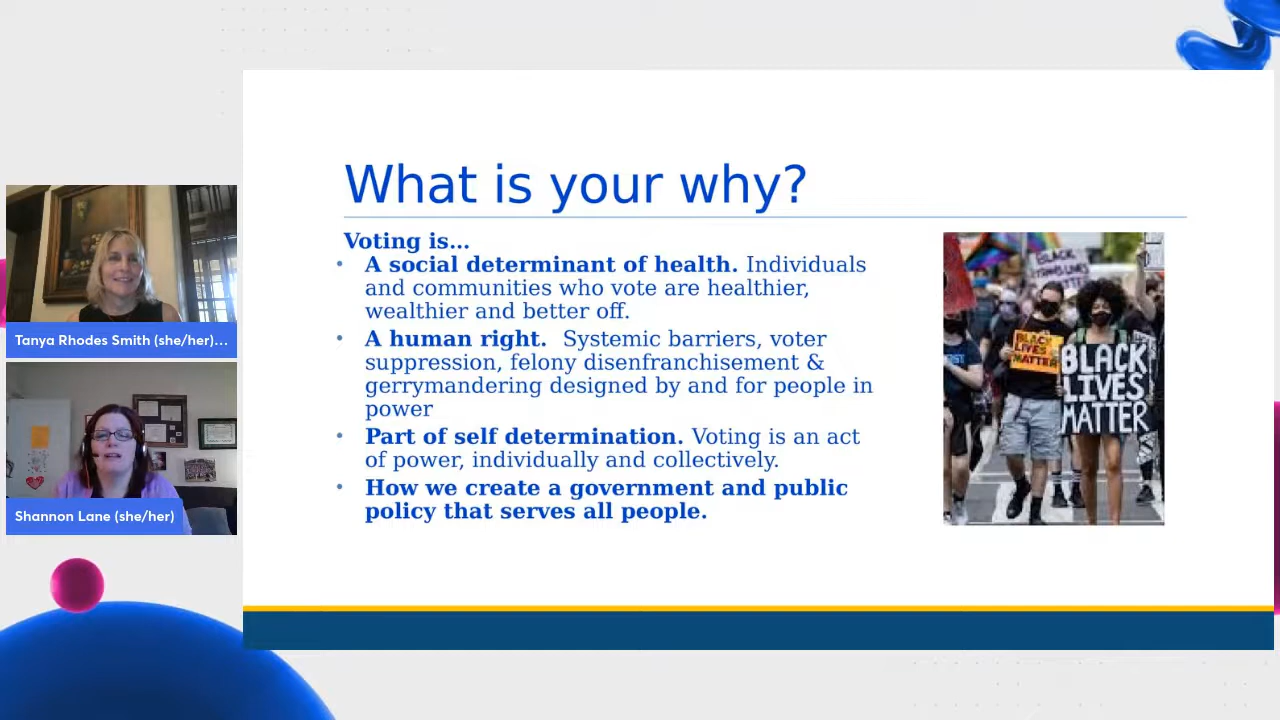 What is your why?
Voting is...
• A social determinant of health. Individuals
and communities who vote are healthier,
wealthier and better off.
• A human right. Systemic barriers, voter
suppression, felony disenfranchisement &
gerrymandering designed by and for people in
power
• Part of self determination. Voting is an act
of power, individually and collectively.
• How we create a government and public
policy that serves all people.
BLACK
LIVES
MATTER
BLACK
LIVES
MATTER
BLACK
Tanya Rhodes Smith (she/her)...
Shannon Lane (she/her)